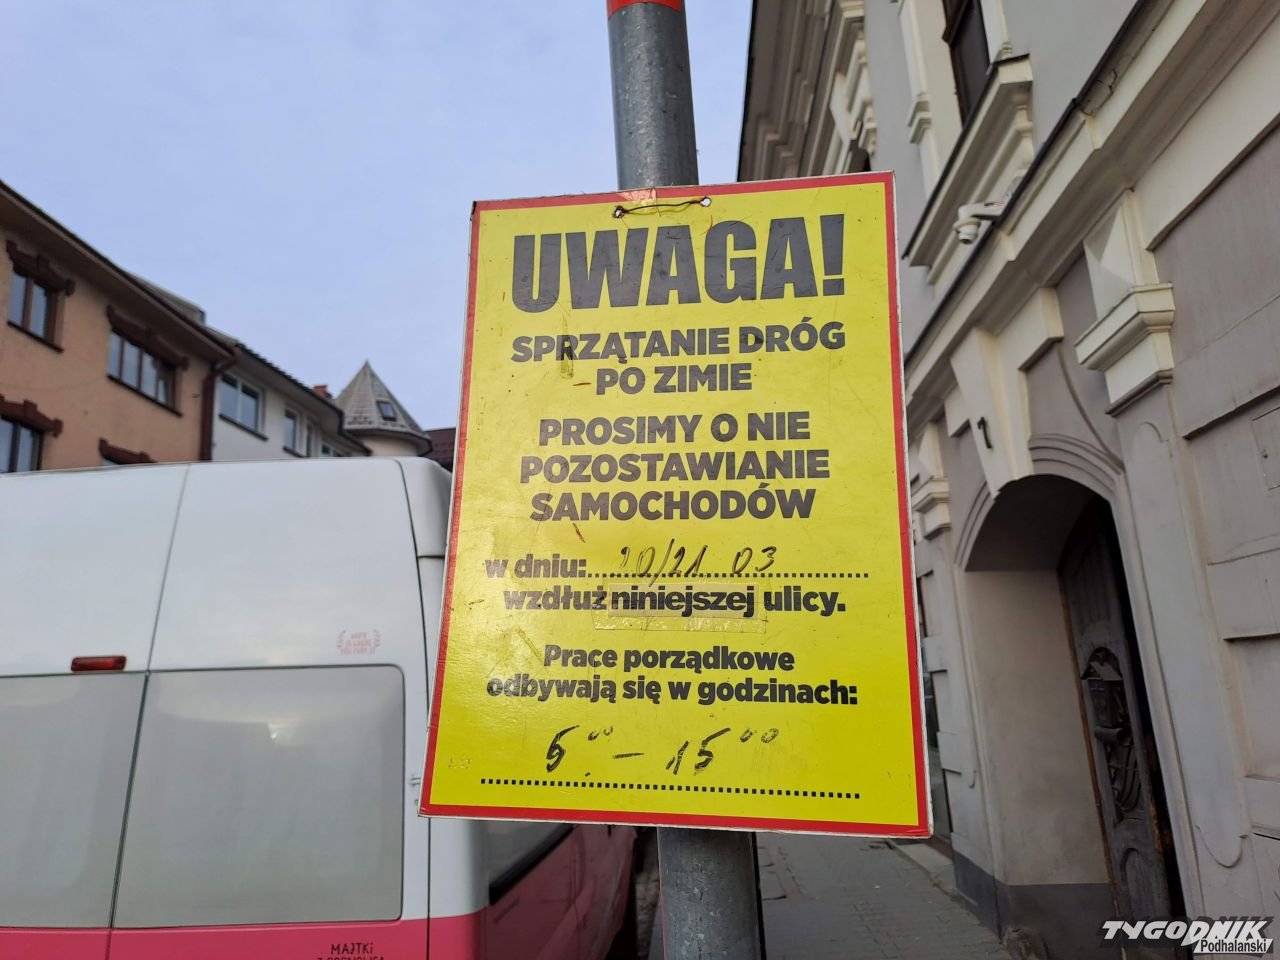 UWAGA!
SPRZĄTANIE DRÓG
PO ZIMIE
PROSIMY O NIE
POZOSTAWIANIE
SAMOCHODÓW
w dniu: 20/21 03
wzdłuż niniejszej ulicy.
Prace porządkowe
odbywają się w godzinach:
5⁰⁰ – 15⁰⁰
MAJTKI
TYGODNIK
Podhalański